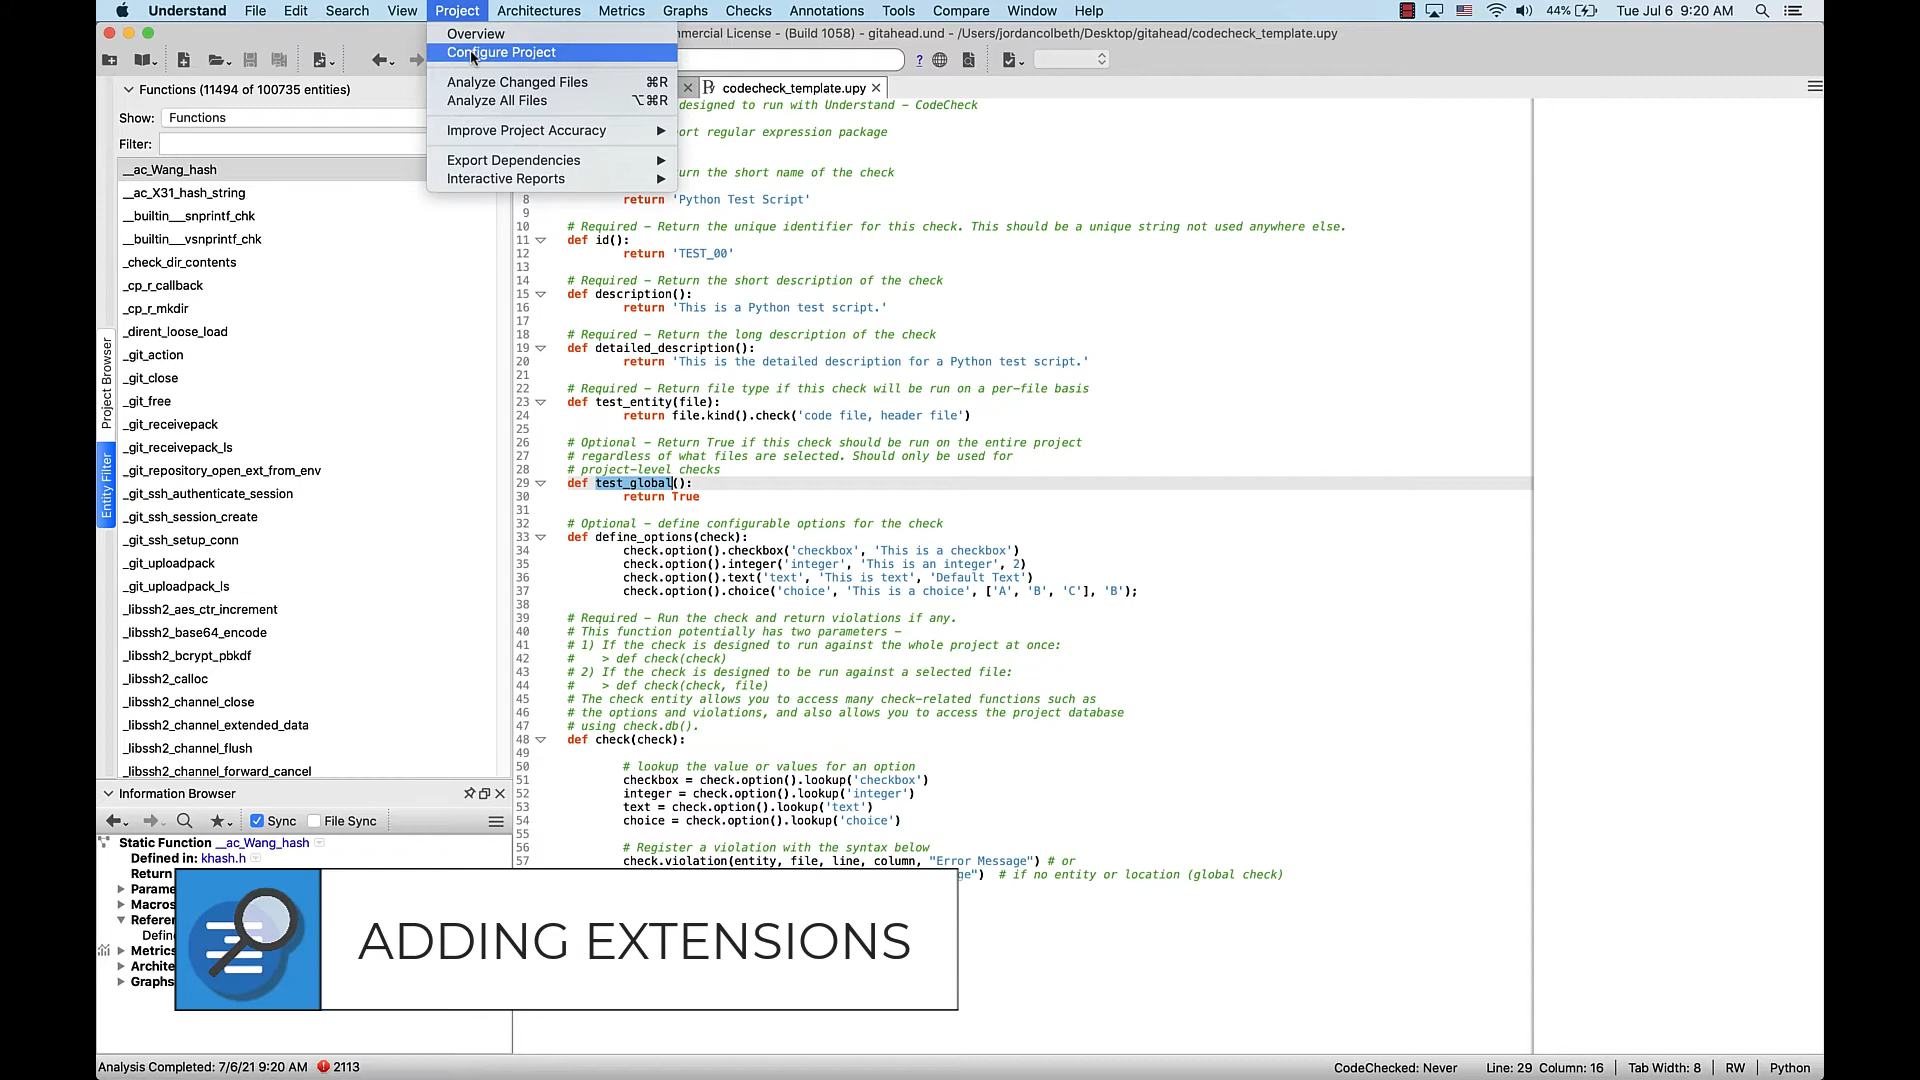 Understand File Edit Search View Project Architectures Metrics Graphs Checks Annotations Tools Compare Window Help 44% Tue Jul 6 9:20 AM
Overview
mmercial License - (Build 1058) - gitahead.und - /Users/jordancolbeth/Desktop/gitahead/codecheck_template.upy
Configure Project
Analyze Changed Files ⌘R
Analyze All Files ⌥⌘R
Improve Project Accuracy
Export Dependencies
Interactive Reports
Functions (11494 of 100735 entities)
Show: Functions
Filter:
__ac_Wang_hash
__ac_X31_hash_string
__builtin__snprintf_chk
__builtin__vsnprintf_chk
_check_dir_contents
_cp_r_callback
_cp_r_mkdir
_dirent_loose_load
_git_action
_git_close
_git_free
_git_receivepack
_git_receivepack_ls
_git_repository_open_ext_from_env
_git_ssh_authenticate_session
_git_ssh_session_create
_git_ssh_setup_conn
_git_uploadpack
_git_uploadpack_ls
_libssh2_aes_ctr_increment
_libssh2_base64_encode
_libssh2_bcrypt_pbkdf
_libssh2_calloc
_libssh2_channel_close
_libssh2_channel_extended_data
_libssh2_channel_flush
_libssh2_channel_forward_cancel
Project Browser
Entity Filter
codecheck_template.upy
designed to run with Understand - CodeCheck
ort regular expression package
urn the short name of the check
8 return 'Python Test Script'
9
10 # Required - Return the unique identifier for this check. This should be a unique string not used anywhere else.
11 def id():
12 return 'TEST_00'
13
14 # Required - Return the short description of the check
15 def description():
16 return 'This is a Python test script.'
17
18 # Required - Return the long description of the check
19 def detailed_description():
20 return 'This is the detailed description for a Python test script.'
21
22 # Required - Return file type if this check will be run on a per-file basis
23 def test_entity(file):
24 return file.kind().check('code file, header file')
25
26 # Optional - Return True if this check should be run on the entire project
27 # regardless of what files are selected. Should only be used for
28 # project-level checks
29 def test_global():
30 return True
31
32 # Optional - define configurable options for the check
33 def define_options(check):
34 check.option().checkbox('checkbox', 'This is a checkbox')
35 check.option().integer('integer', 'This is an integer', 2)
36 check.option().text('text', 'This is text', 'Default Text')
37 check.option().choice('choice', 'This is a choice', ['A', 'B', 'C'], 'B');
38
39 # Required - Run the check and return violations if any.
40 # This function potentially has two parameters -
41 # 1) If the check is designed to run against the whole project at once:
42 # > def check(check)
43 # 2) If the check is designed to be run against a selected file:
44 # > def check(check, file)
45 # The check entity allows you to access many check-related functions such as
46 # the options and violations, and also allows you to access the project database
47 # using check.db().
48 def check(check):
49
50 # lookup the value or values for an option
51 checkbox = check.option().lookup('checkbox')
52 integer = check.option().lookup('integer')
53 text = check.option().lookup('text')
54 choice = check.option().lookup('choice')
55
56 # Register a violation with the syntax below
57 check.violation(entity, file, line, column, "Error Message") # or
ge") # if no entity or location (global check)
Information Browser
Sync File Sync
Static Function __ac_Wang_hash
Defined in: khash.h
Return
Parame
Macros
Referen
Define
Metrics
Archite
Graphs
ADDING EXTENSIONS
Analysis Completed: 7/6/21 9:20 AM 2113
CodeChecked: Never Line: 29 Column: 16 Tab Width: 8 RW Python